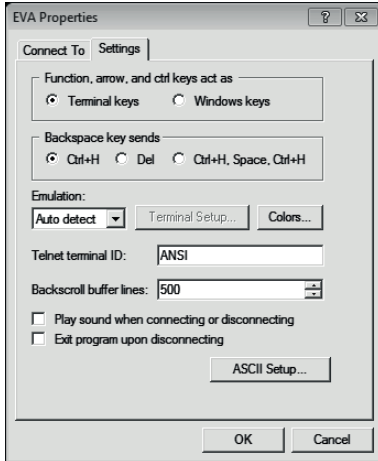 EVA Properties
Connect To Settings
Function, arrow, and ctrl keys act as
Terminal keys Windows keys
Backspace key sends
Ctrl+H Del Ctrl+H, Space, Ctrl+H
Emulation:
Auto detect Terminal Setup... Colors...
Telnet terminal ID: ANSI
Backscroll buffer lines: 500
Play sound when connecting or disconnecting
Exit program upon disconnecting
ASCII Setup...
OK Cancel